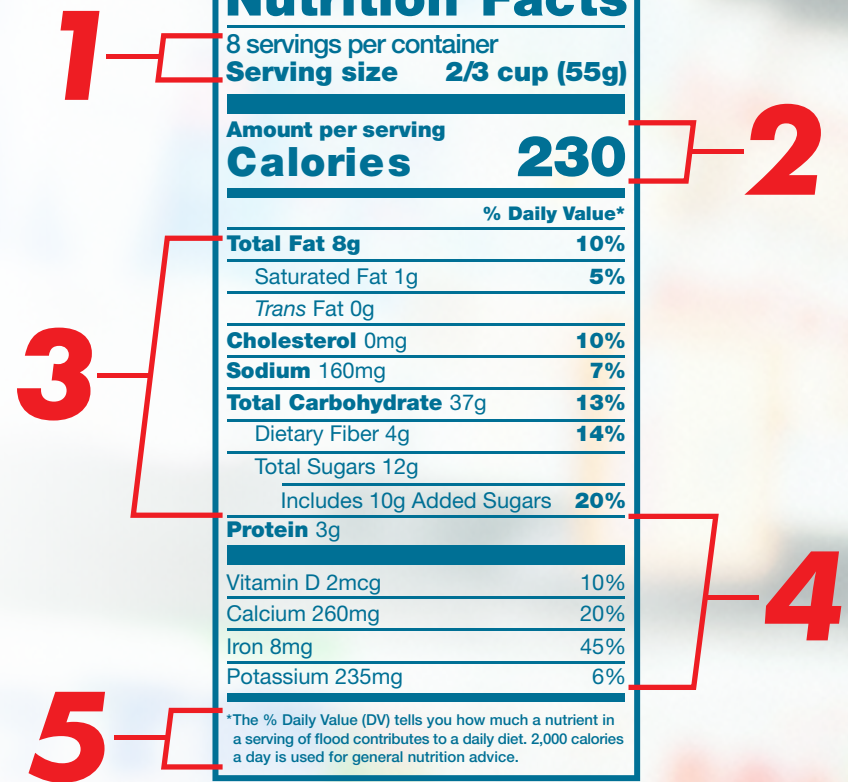 Nutrition Facts
8 servings per container
Serving size 2/3 cup (55g)
Amount per serving
Calories 230
% Daily Value*
Total Fat 8g 10%
Saturated Fat 1g 5%
Trans Fat 0g
Cholesterol 0mg 10%
Sodium 160mg 7%
Total Carbohydrate 37g 13%
Dietary Fiber 4g 14%
Total Sugars 12g
Includes 10g Added Sugars 20%
Protein 3g
Vitamin D 2mcg 10%
Calcium 260mg 20%
Iron 8mg 45%
Potassium 235mg 6%
*The % Daily Value (DV) tells you how much a nutrient in
a serving of flood contributes to a daily diet. 2,000 calories
a day is used for general nutrition advice.
1
2
3
4
5